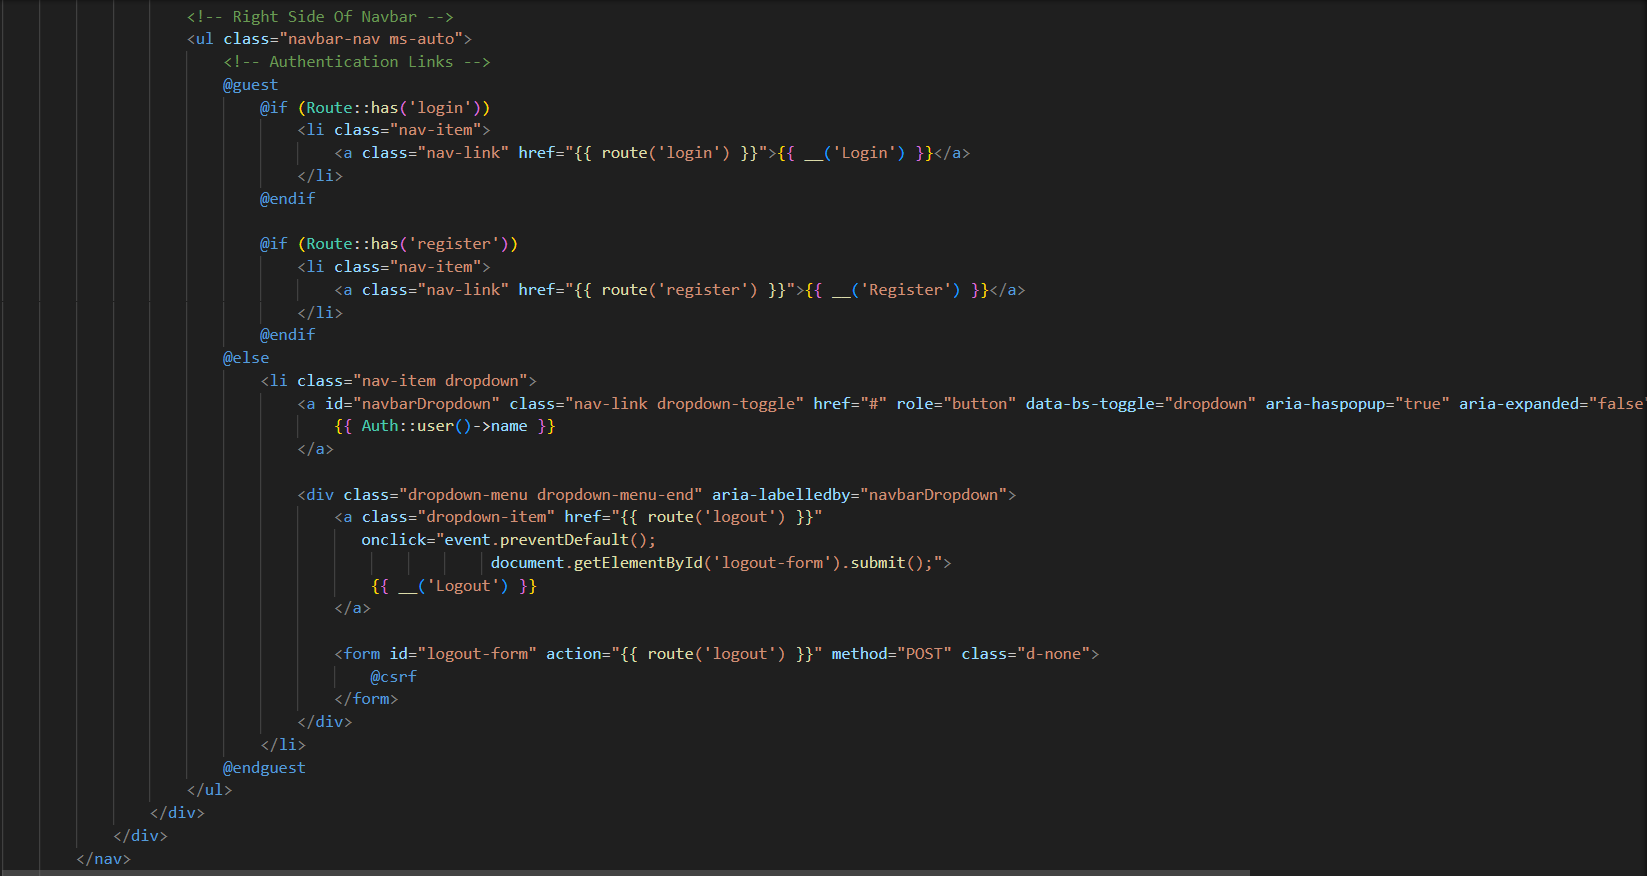 <!-- Right Side Of Navbar -->
<ul class="navbar-nav ms-auto">
<!-- Authentication Links -->
@guest
@if (Route::has('login'))
<li class="nav-item">
<a class="nav-link" href="{{ route('login') }}">{{ __('Login') }}</a>
</li>
@endif
@if (Route::has('register'))
<li class="nav-item">
<a class="nav-link" href="{{ route('register') }}">{{ __('Register') }}</a>
</li>
@endif
@else
<li class="nav-item dropdown">
<a id="navbarDropdown" class="nav-link dropdown-toggle" href="#" role="button" data-bs-toggle="dropdown" aria-haspopup="true" aria-expanded="false"
{{ Auth::user()->name }}
</a>
<div class="dropdown-menu dropdown-menu-end" aria-labelledby="navbarDropdown">
<a class="dropdown-item" href="{{ route('logout') }}"
onclick="event.preventDefault();
document.getElementById('logout-form').submit();">
{{ __('Logout') }}
</a>
<form id="logout-form" action="{{ route('logout') }}" method="POST" class="d-none">
@csrf
</form>
</div>
</li>
@endguest
</ul>
</div>
</div>
</nav>